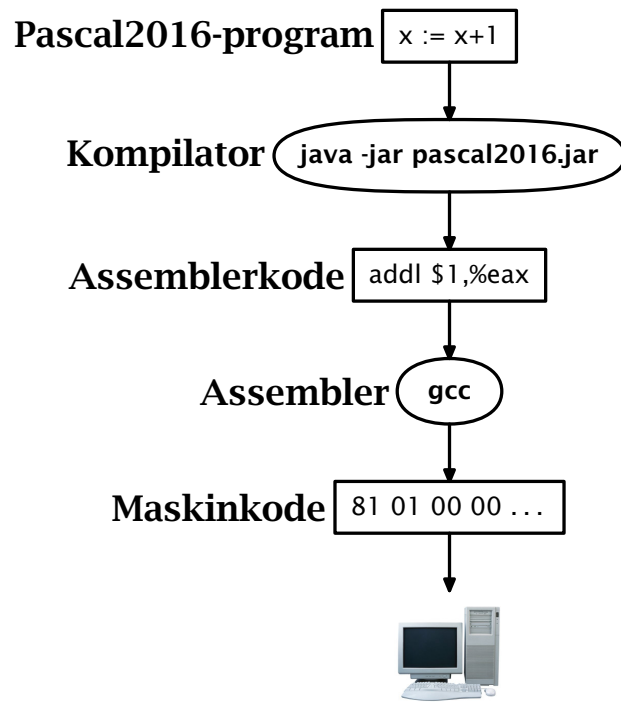 Pascal2016-program x := x+1
Kompilator java -jar pascal2016.jar
Assemblerkode addl $1,%eax
Assembler gcc
Maskinkode 81 01 00 00 ...